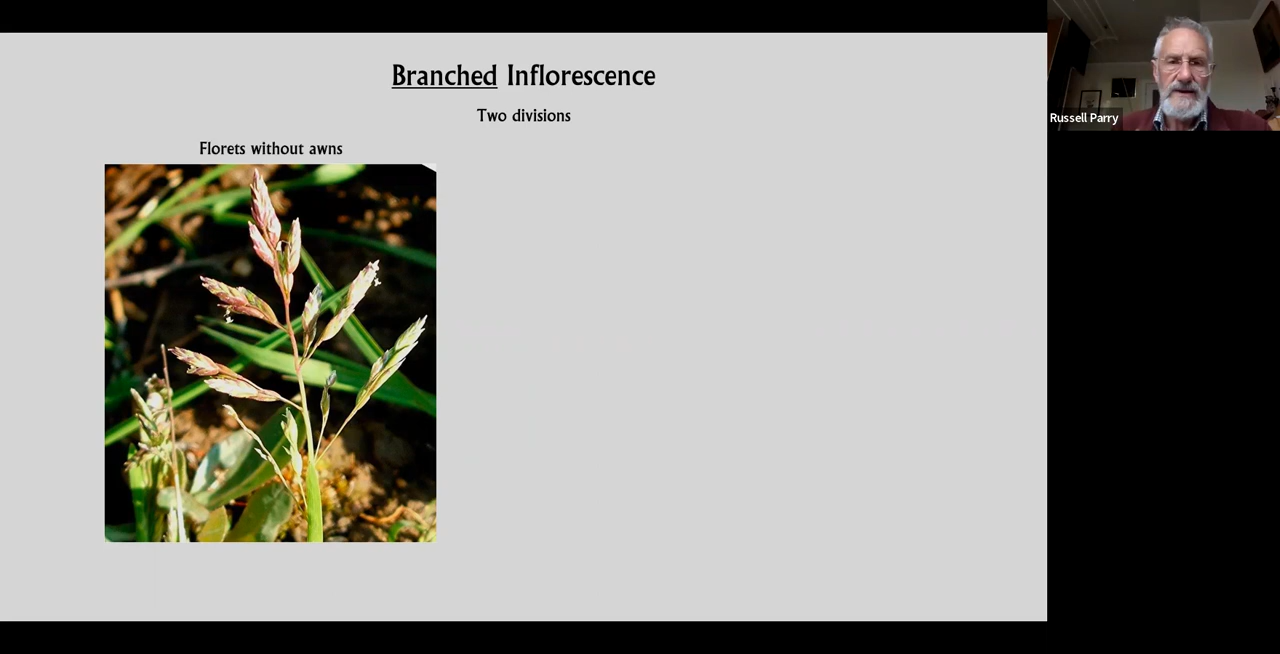 Branched Inflorescence
Two divisions
Florets without awns
Russell Parry